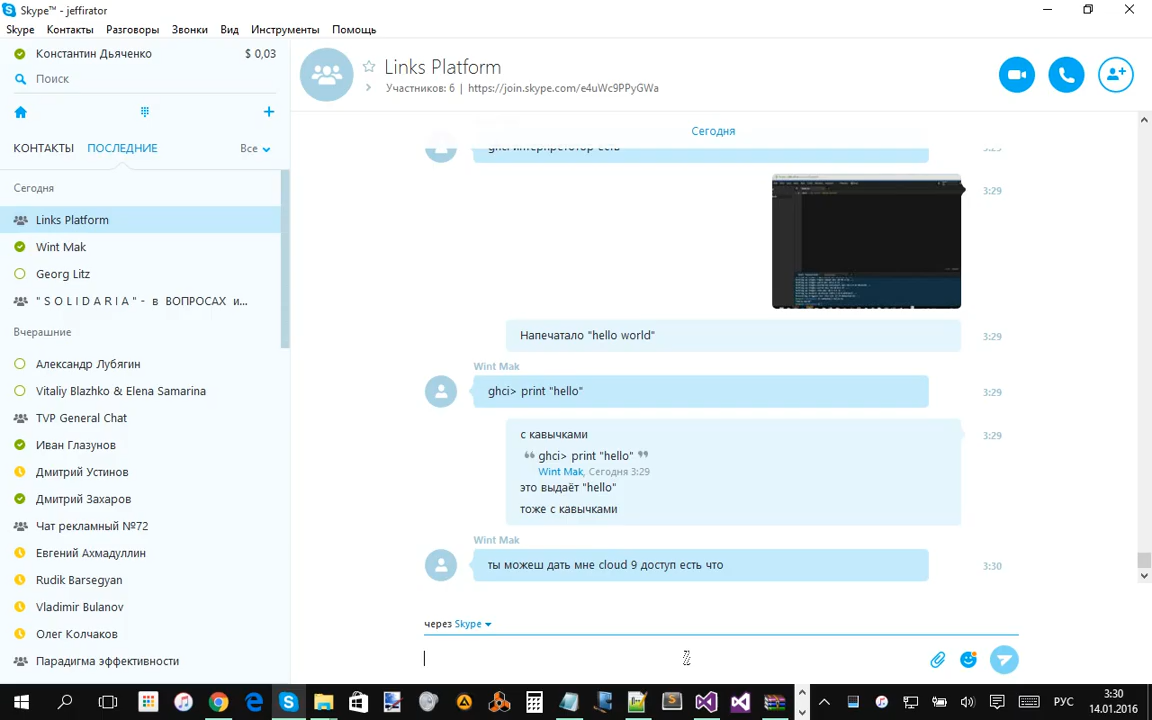 Skype™ - jeffirator
Skype Контакты Разговоры Звонки Вид Инструменты Помощь
Константин Дьяченко $ 0,03
Поиск
КОНТАКТЫ ПОСЛЕДНИЕ Все
Сегодня
Links Platform
Wint Mak
Georg Litz
" S O L I D A R I A " - в ВОПРОСАХ и...
Вчерашние
Александр Лубягин
Vitaliy Blazhko & Elena Samarina
TVP General Chat
Иван Глазунов
Дмитрий Устинов
Дмитрий Захаров
Чат рекламный №72
Евгений Ахмадуллин
Rudik Barsegyan
Vladimir Bulanov
Олег Колчаков
Парадигма эффективности
Links Platform
Участников: 6 | https://join.skype.com/e4uWc9PPyGWa
Сегодня
3:29
Напечатало "hello world" 3:29
Wint Mak
ghci> print "hello" 3:29
с кавычками 3:29
ghci> print "hello"
Wint Mak, Сегодня 3:29
это выдаёт "hello"
тоже с кавычками
Wint Mak
ты можеш дать мне cloud 9 доступ есть что 3:30
через Skype
РУС
3:30
14.01.2016